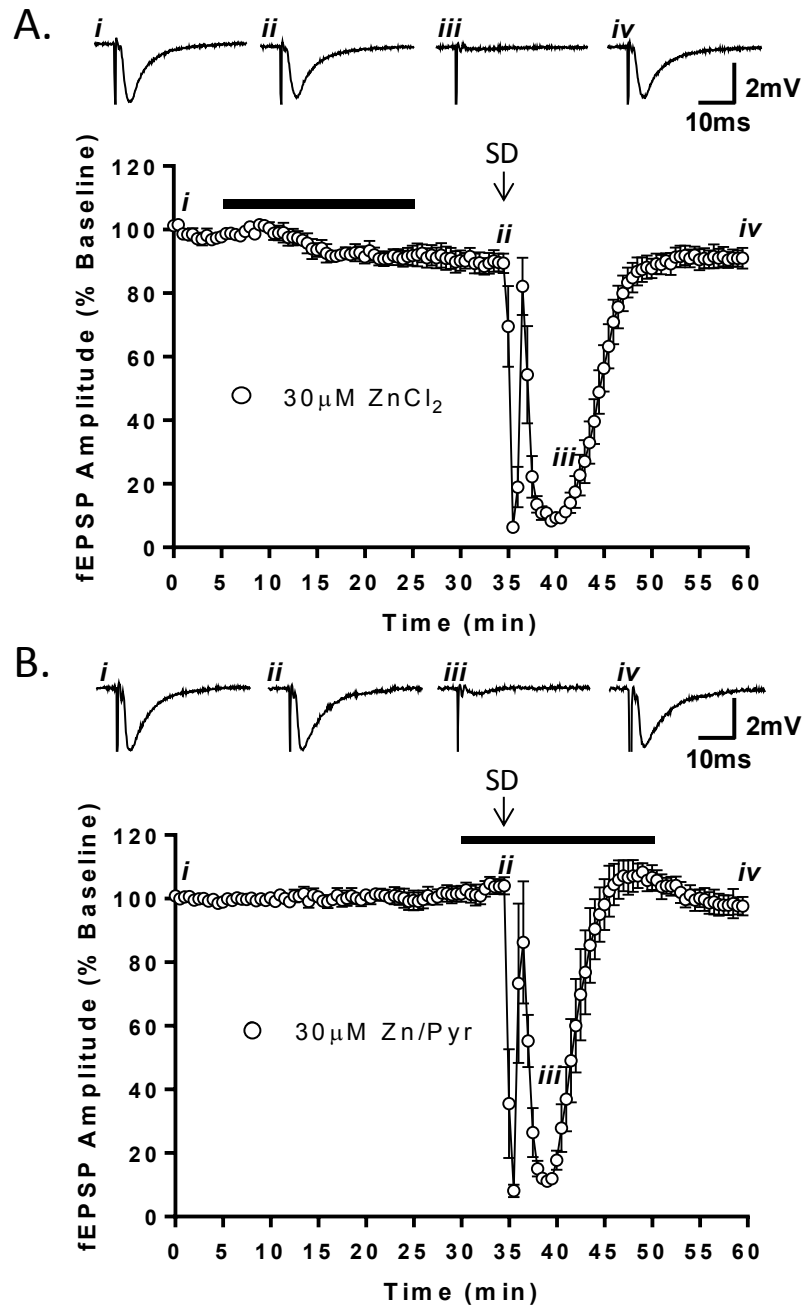 A.
i ii iii iv
2mV
10ms
SD
120
100
80
60
40
20
0
i ii iv
iii
30μM ZnCl₂
fEPSP Amplitude (% Baseline)
0 5 10 15 20 25 30 35 40 45 50 55 60
Time (min)
B.
i ii iii iv
2mV
10ms
SD
120
100
80
60
40
20
0
i ii iv
iii
30μM Zn/Pyr
fEPSP Amplitude (% Baseline)
0 5 10 15 20 25 30 35 40 45 50 55 60
Time (min)